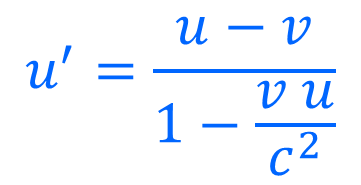 u′ = (u − v) / (1 − (v u)/c²)